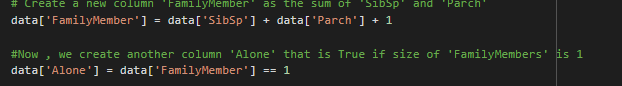 # Create a new column 'FamilyMember' as the sum of 'SibSp' and 'Parch'
data['FamilyMember'] = data['SibSp'] + data['Parch'] + 1
#Now , we create another column 'Alone' that is True if size of 'FamilyMembers' is 1
data['Alone'] = data['FamilyMember'] == 1